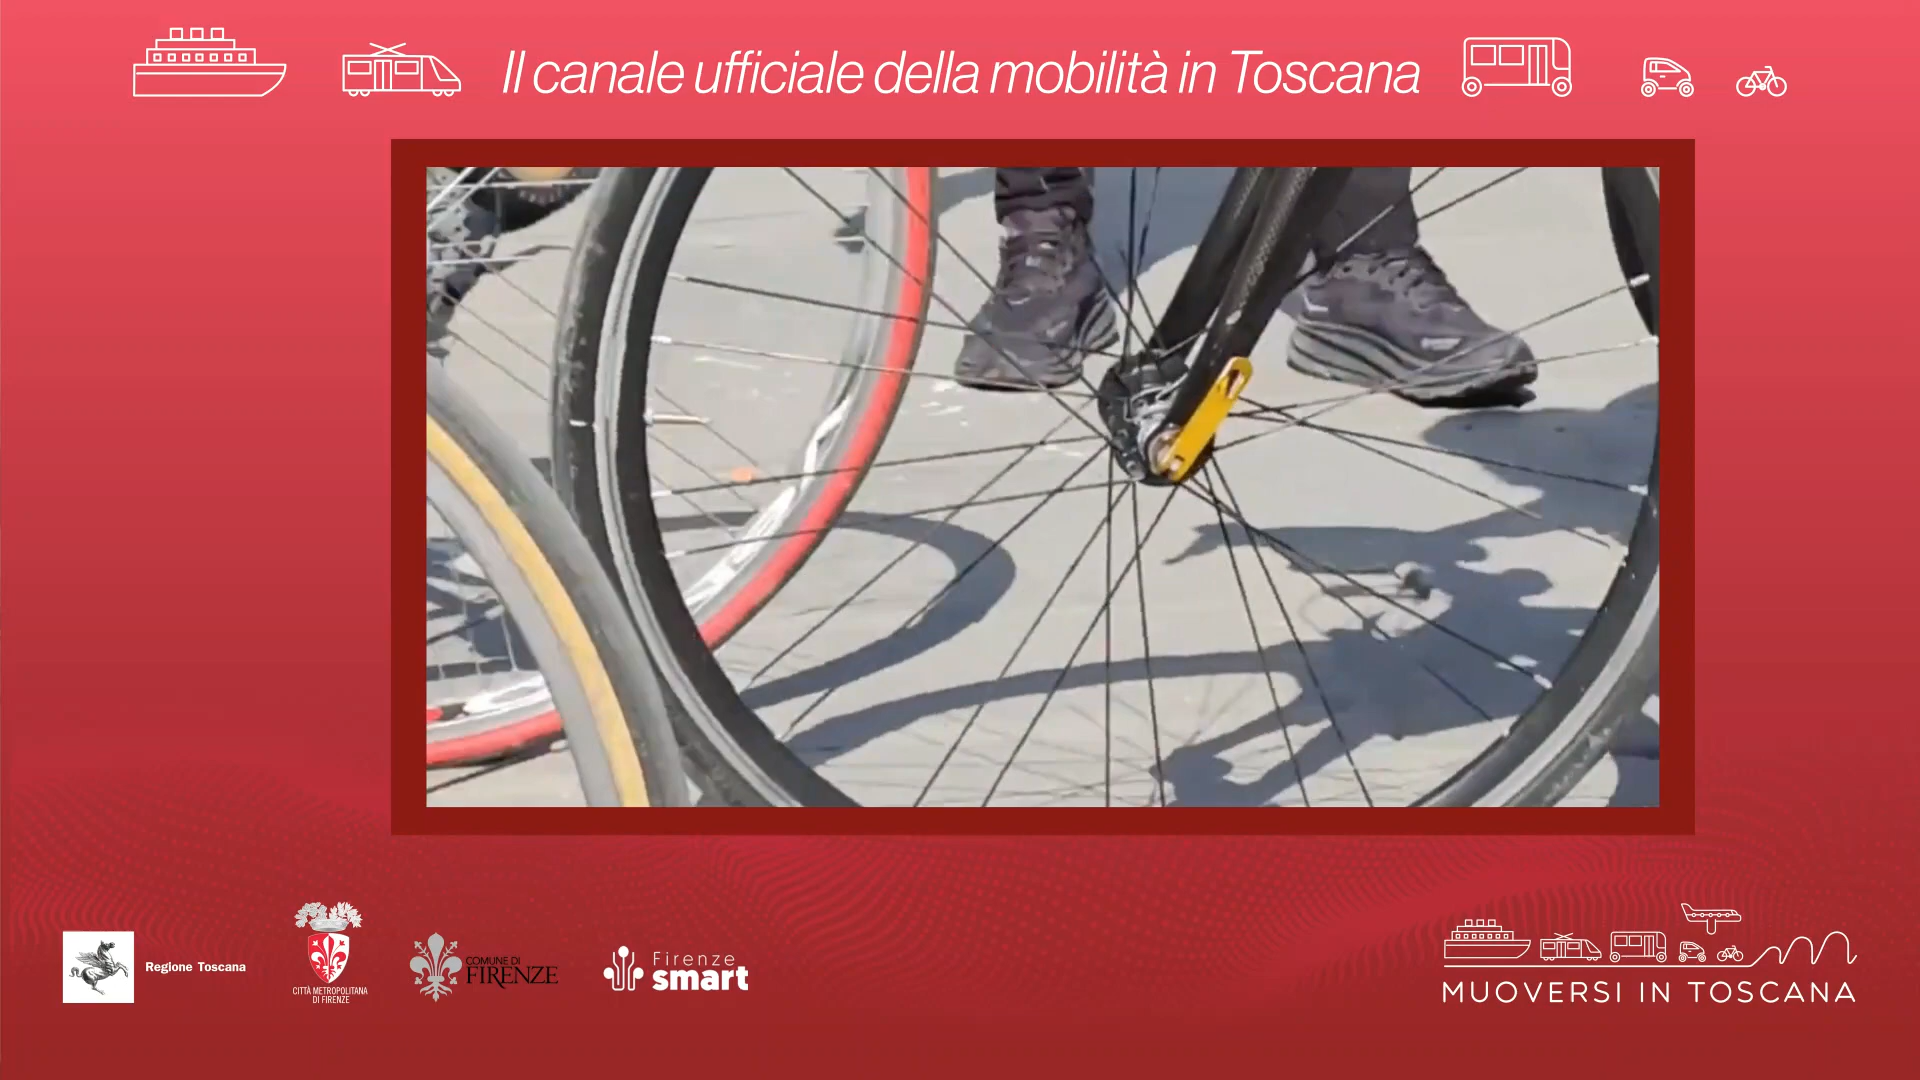 Il canale ufficiale della mobilità in Toscana
Regione Toscana
CITTÀ METROPOLITANA
DI FIRENZE
COMUNE DI
FIRENZE
Firenze
smart
MUOVERSI IN TOSCANA